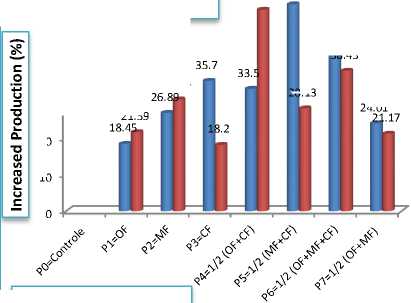 Increased Production (%)
35.7
33.5
26.89
21.59
18.45
18.2
24.01
21.17
0
P0=Controle
P1=OF
P2=MF
P3=CF
P4=1/2 (OF+CF)
P5=1/2 (MF+CF)
P6=1/2 (OF+MF+CF)
P7=1/2 (OF+MF)